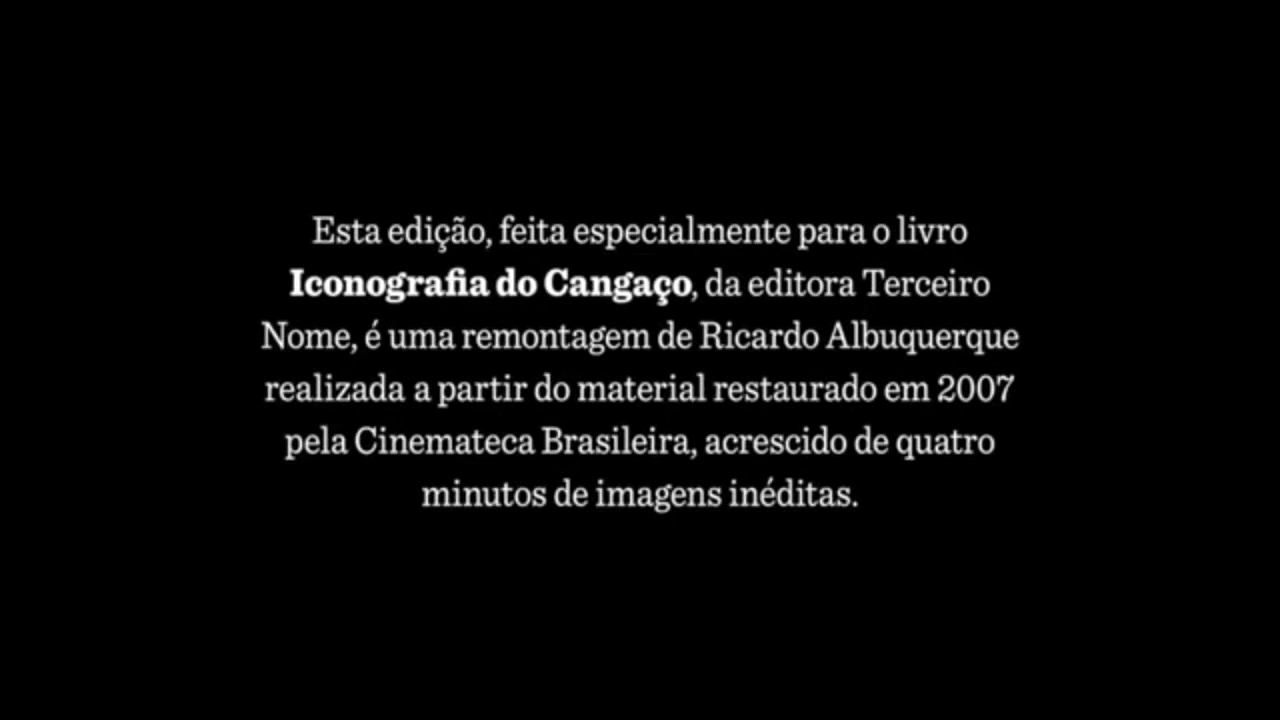 Esta edição, feita especialmente para o livro
Iconografia do Cangaço, da editora Terceiro
Nome, é uma remontagem de Ricardo Albuquerque
realizada a partir do material restaurado em 2007
pela Cinemateca Brasileira, acrescido de quatro
minutos de imagens inéditas.